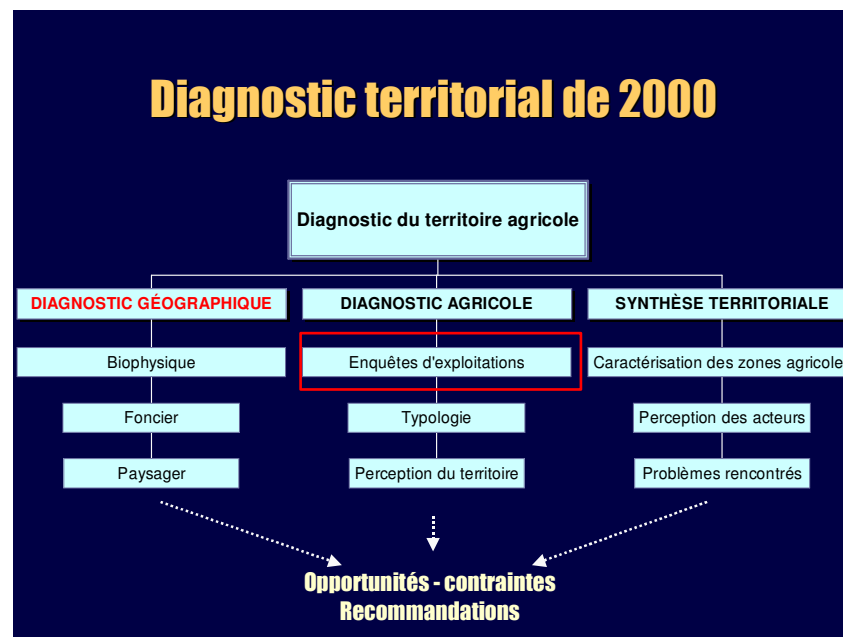 Diagnostic territorial de 2000
Diagnostic du territoire agricole
DIAGNOSTIC GÉOGRAPHIQUE
DIAGNOSTIC AGRICOLE
SYNTHÈSE TERRITORIALE
Biophysique
Enquêtes d'exploitations
Caractérisation des zones agricole
Foncier
Typologie
Perception des acteurs
Paysager
Perception du territoire
Problèmes rencontrés
Opportunités - contraintes
Recommandations